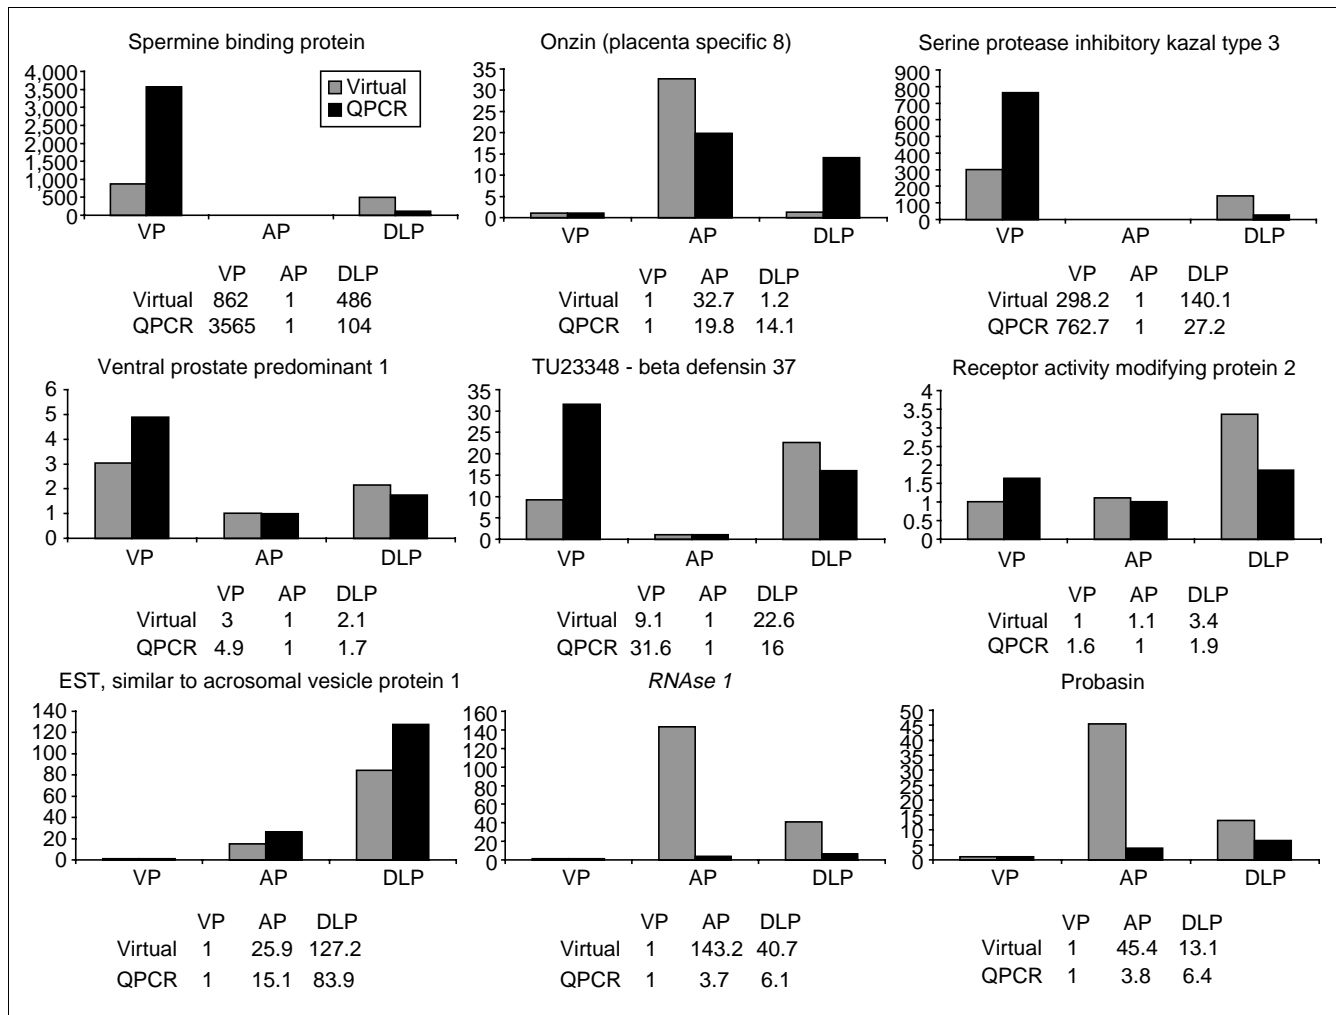 Spermine binding protein
4,000
3,500
3,000
2,500
2,000
1,500
1,000
500
0
Virtual
QPCR
VP AP DLP
VP AP DLP
Virtual 862 1 486
QPCR 3565 1 104
Onzin (placenta specific 8)
35
30
25
20
15
10
5
0
VP AP DLP
VP AP DLP
Virtual 1 32.7 1.2
QPCR 1 19.8 14.1
Serine protease inhibitory kazal type 3
900
800
700
600
500
400
300
200
100
0
VP AP DLP
VP AP DLP
Virtual 298.2 1 140.1
QPCR 762.7 1 27.2
Ventral prostate predominant 1
6
5
4
3
2
1
0
VP AP DLP
VP AP DLP
Virtual 3 1 2.1
QPCR 4.9 1 1.7
TU23348 - beta defensin 37
35
30
25
20
15
10
5
0
VP AP DLP
VP AP DLP
Virtual 9.1 1 22.6
QPCR 31.6 1 16
Receptor activity modifying protein 2
4
3.5
3
2.5
2
1.5
1
0.5
0
VP AP DLP
VP AP DLP
Virtual 1 1.1 3.4
QPCR 1.6 1 1.9
EST, similar to acrosomal vesicle protein 1
140
120
100
80
60
40
20
0
VP AP DLP
VP AP DLP
Virtual 1 25.9 127.2
QPCR 1 15.1 83.9
RNAse 1
160
140
120
100
80
60
40
20
0
VP AP DLP
VP AP DLP
Virtual 1 143.2 40.7
QPCR 1 3.7 6.1
Probasin
50
45
40
35
30
25
20
15
10
5
0
VP AP DLP
VP AP DLP
Virtual 1 45.4 13.1
QPCR 1 3.8 6.4